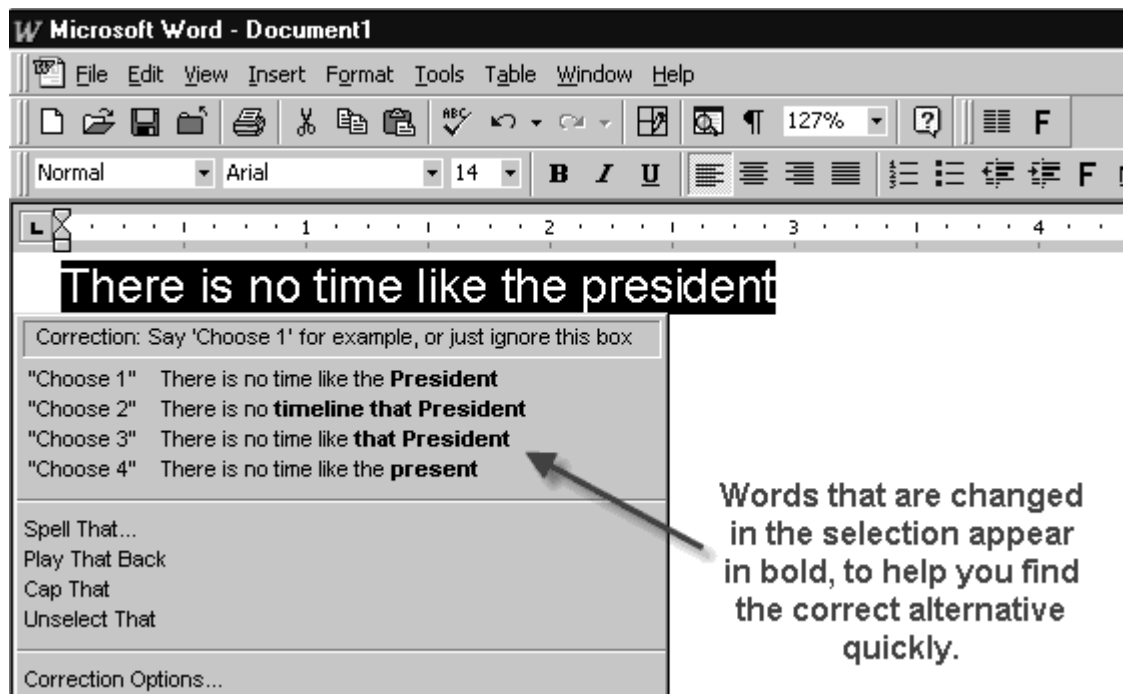 W Microsoft Word - Document1
File Edit View Insert Format Tools Table Window Help
ABC 127%
Normal Arial 14 B I U F
1 2 3 4
There is no time like the president
Correction: Say 'Choose 1' for example, or just ignore this box
"Choose 1" There is no time like the President
"Choose 2" There is no timeline that President
"Choose 3" There is no time like that President
"Choose 4" There is no time like the present
Spell That...
Play That Back
Cap That
Unselect That
Correction Options...
Words that are changed
in the selection appear
in bold, to help you find
the correct alternative
quickly.